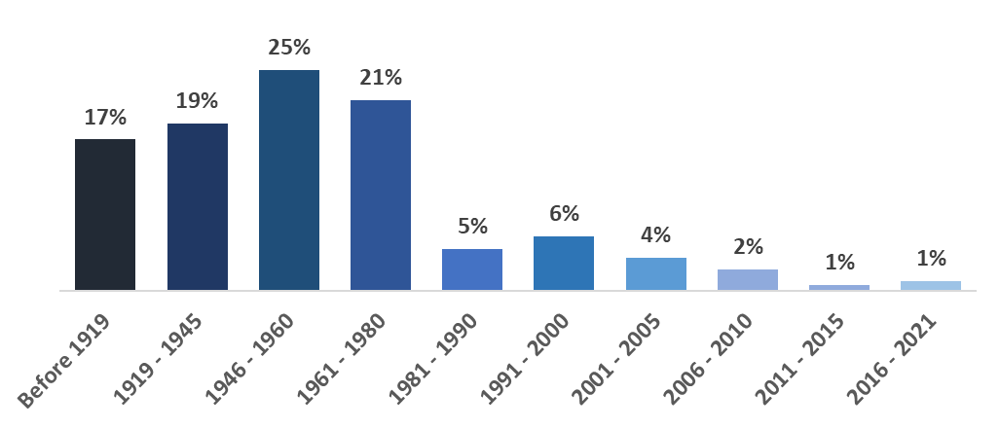 25%
21%
19%
17%
6%
5%
4%
2%
1%
1%
Before 1919
1919 - 1945
1946 - 1960
1961 - 1980
1981 - 1990
1991 - 2000
2001 - 2005
2006 - 2010
2011 - 2015
2016 - 2021